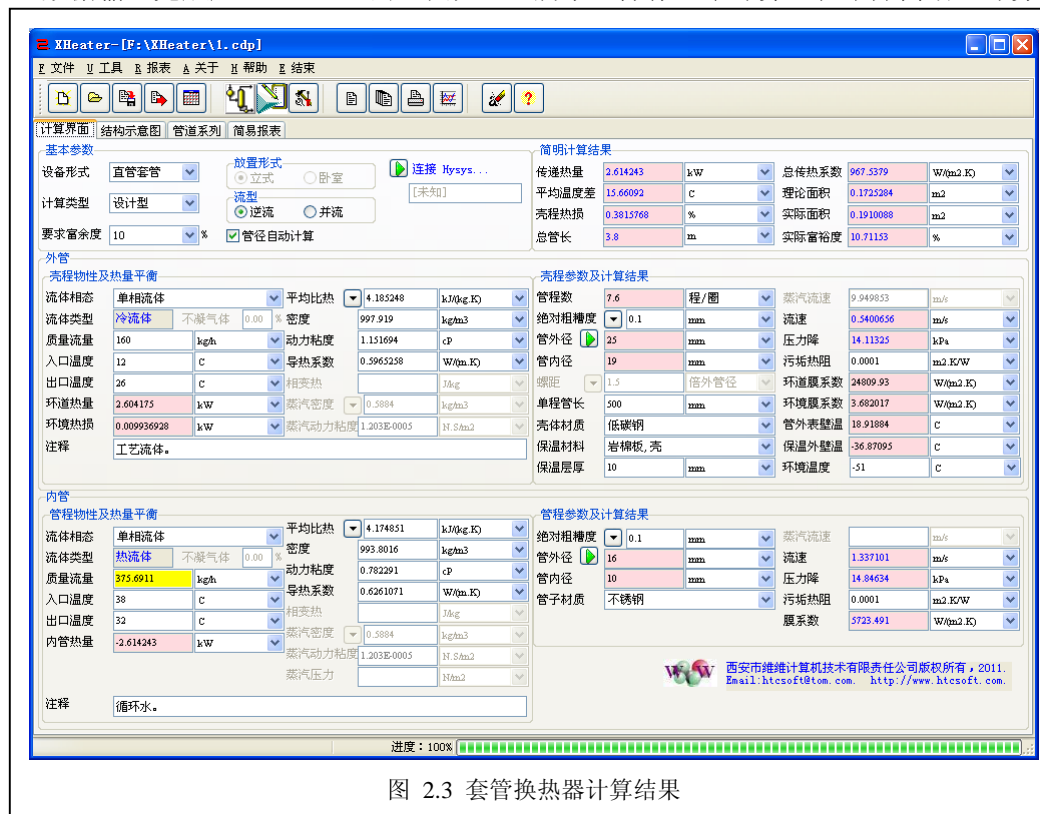 XHeater-[F:\XHeater\1.cdp]
F 文件 U 工具 R 报表 A 关于 H 帮助 E 结束
计算界面 结构示意图 管道系列 简易报表
基本参数
设备形式 直管套管
计算类型 设计型
要求富余度 10 %
放置形式
立式 卧室
流型
逆流 并流
管径自动计算
连接 Hysys...
[未知]
简明计算结果
传递热量 2.614243 kW 总传热系数 967.5379 W/(m2.K)
平均温度差 15.66092 C 理论面积 0.1725284 m2
壳程热损 0.3815768 % 实际面积 0.1910088 m2
总管长 3.8 m 实际富裕度 10.71153 %
外管
壳程物性及热量平衡
流体相态 单相流体 平均比热 4.185248 kJ/(kg.K)
流体类型 冷流体 不凝气体 0.00 % 密度 997.919 kg/m3
质量流量 160 kg/h 动力粘度 1.151694 cP
入口温度 12 C 导热系数 0.5965258 W/(m.K)
出口温度 26 C 相变热 J/kg
环道热量 2.604175 kW 蒸汽密度 0.5884 kg/m3
环境热损 0.009936928 kW 蒸汽动力粘度 1.203E-0005 N.S/m2
注释 工艺流体。
壳程参数及计算结果
管程数 7.6 程/圈 蒸汽流速 9.949853 m/s
绝对粗糙度 0.1 mm 流速 0.5400656 m/s
管外径 25 mm 压力降 14.11325 kPa
管内径 19 mm 污垢热阻 0.0001 m2.K/W
螺距 1.5 倍外管径 环道膜系数 24809.93 W/(m2.K)
单程管长 500 mm 环境膜系数 3.682017 W/(m2.K)
壳体材质 低碳钢 管外表壁温 18.91884 C
保温材料 岩棉板,壳 保温外壁温 -36.87095 C
保温层厚 10 mm 环境温度 -51 C
内管
管程物性及热量平衡
流体相态 单相流体 平均比热 4.174851 kJ/(kg.K)
流体类型 热流体 不凝气体 0.00 % 密度 993.8016 kg/m3
质量流量 375.6911 kg/h 动力粘度 0.782291 cP
入口温度 38 C 导热系数 0.6261071 W/(m.K)
出口温度 32 C 相变热 J/kg
内管热量 -2.614243 kW 蒸汽密度 0.5884 kg/m3
蒸汽动力粘度 1.203E-0005 N.S/m2
蒸汽压力 N/m2
注释 循环水。
管程参数及计算结果
绝对粗糙度 0.1 mm 蒸汽流速 m/s
管外径 16 mm 流速 1.337101 m/s
管内径 10 mm 压力降 14.84634 kPa
管子材质 不锈钢 污垢热阻 0.0001 m2.K/W
膜系数 5723.491 W/(m2.K)
WW 西安市维维计算机技术有限责任公司版权所有，2011.
Email:htcsoft@tom.com. http://www.htcsoft.com.
进度：100%
图 2.3 套管换热器计算结果